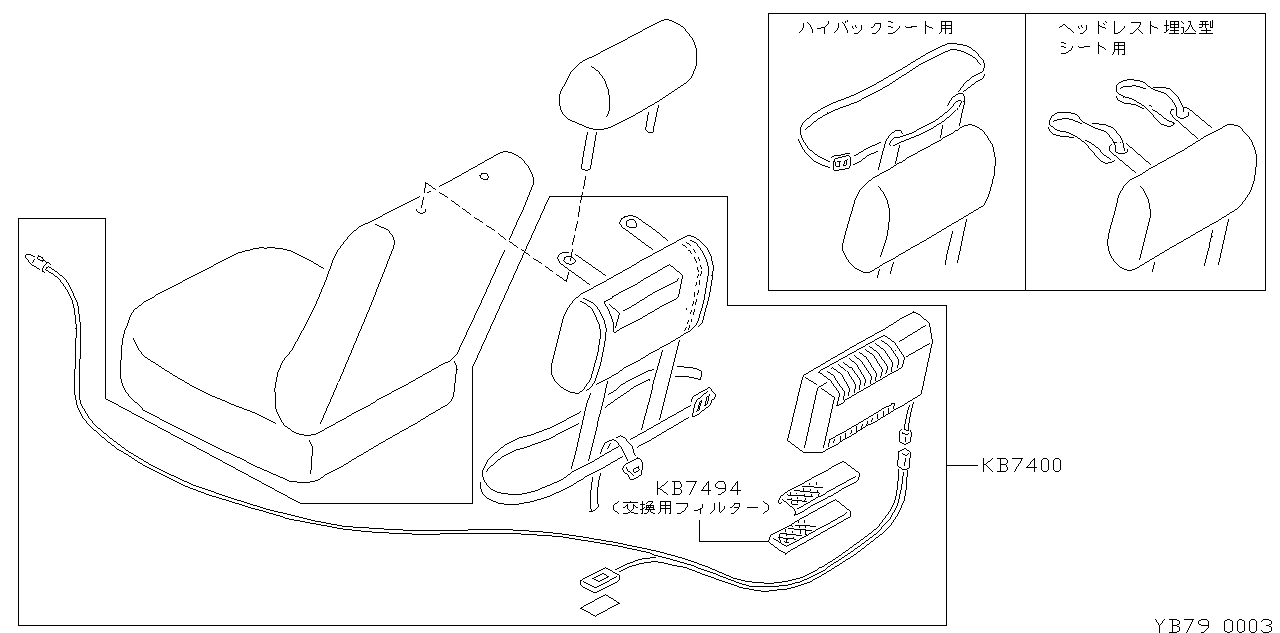 ハイバックシート用
ヘッドレスト埋込型
シート用
KB7400
KB7494
(交換用フィルター)
YB79 0003